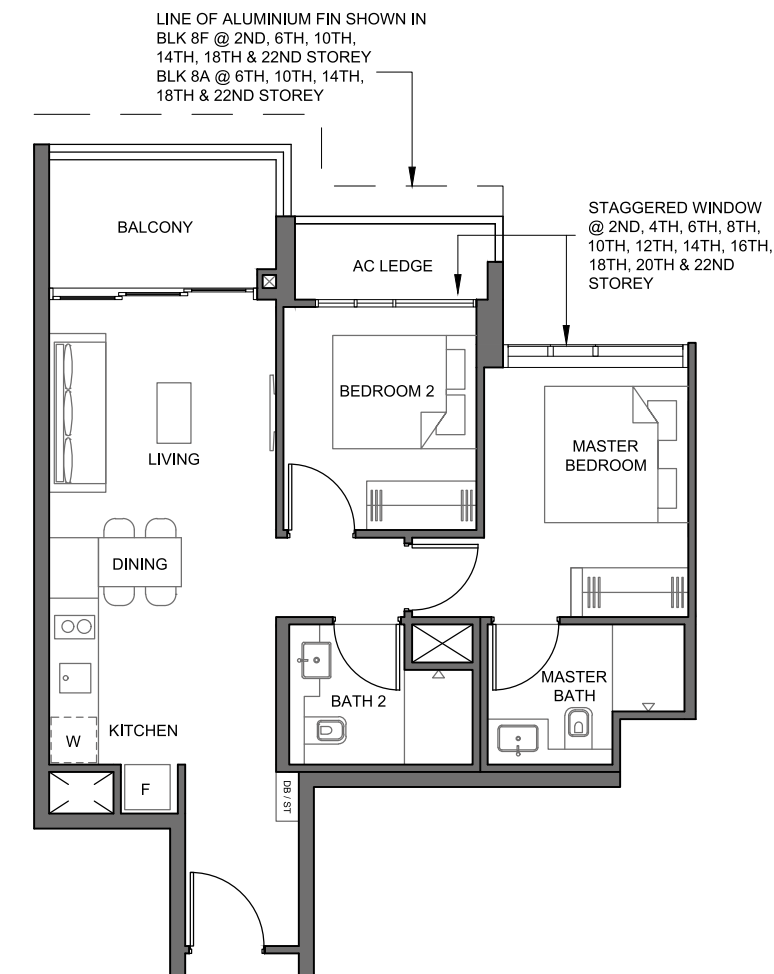 LINE OF ALUMINIUM FIN SHOWN IN
BLK 8F @ 2ND, 6TH, 10TH,
14TH, 18TH & 22ND STOREY
BLK 8A @ 6TH, 10TH, 14TH,
18TH & 22ND STOREY
STAGGERED WINDOW
@ 2ND, 4TH, 6TH, 8TH,
10TH, 12TH, 14TH, 16TH,
18TH, 20TH & 22ND
STOREY
BALCONY
AC LEDGE
BEDROOM 2
MASTER
BEDROOM
LIVING
DINING
MASTER
BATH
BATH 2
KITCHEN
W
F
DB / ST